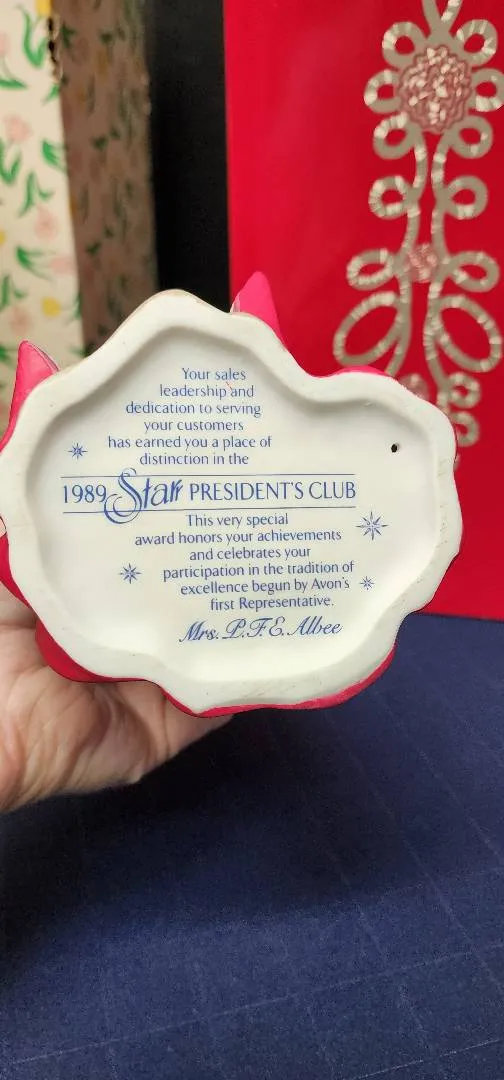 Your sales
leadership and
dedication to serving
your customers
has earned you a place of
distinction in the
1989 Starr PRESIDENT'S CLUB
This very special
award honors your achievements
and celebrates your
participation in the tradition of
excellence begun by Avon's
first Representative.
Mrs. P.F.E. Albee